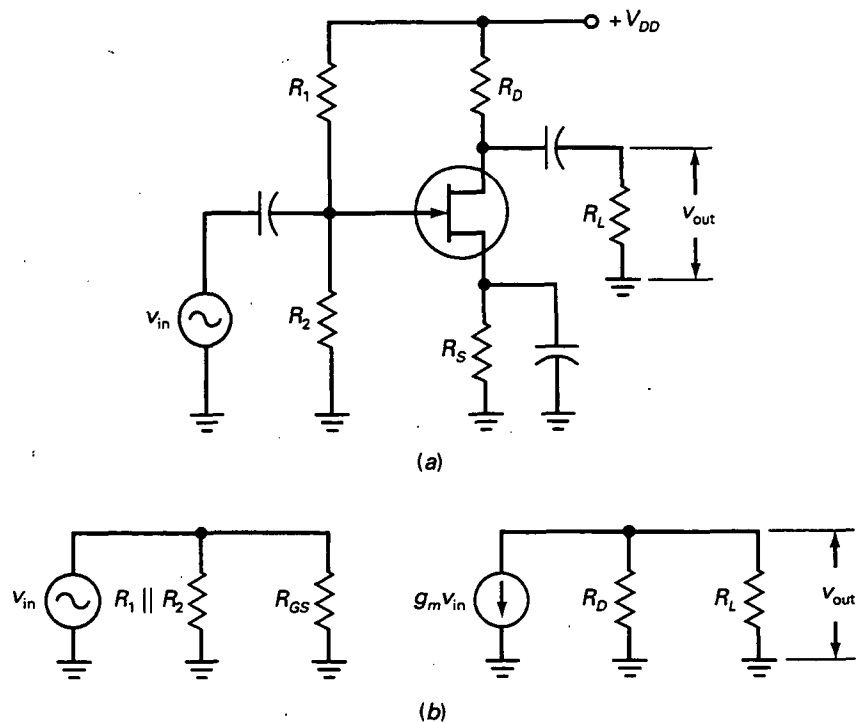 + V_DD
R_1
R_D
R_L
v_out
v_in
R_2
R_S
(a)
v_in
R_1 || R_2
R_GS
g_m v_in
R_D
R_L
v_out
(b)